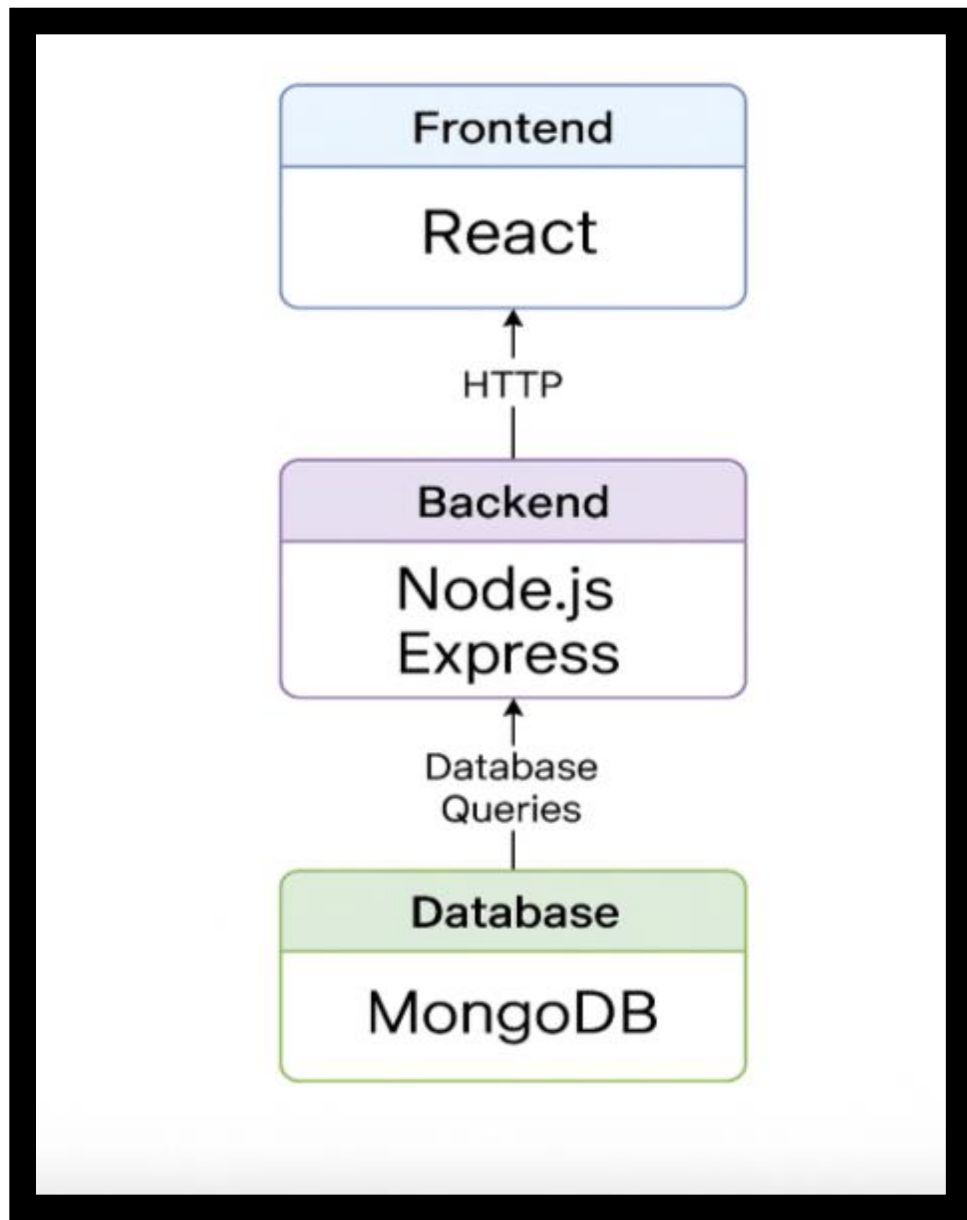 Frontend
React
HTTP
Backend
Node.js
Express
Database
Queries
Database
MongoDB